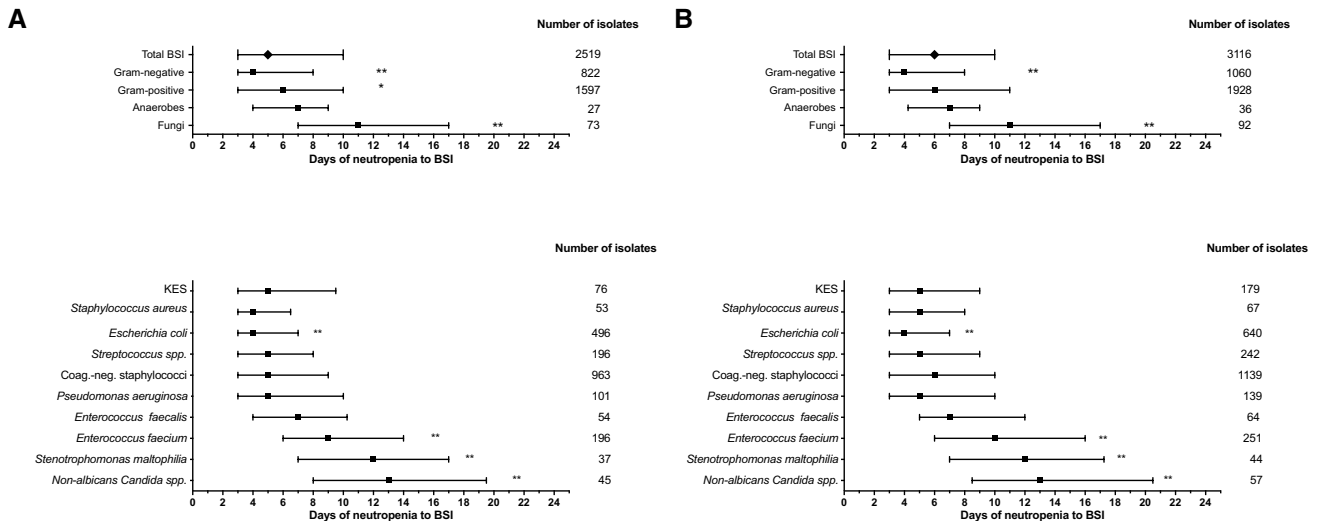 A
Number of isolates
Total BSI 2519
Gram-negative ** 822
Gram-positive * 1597
Anaerobes 27
Fungi ** 73
0 2 4 6 8 10 12 14 16 18 20 22 24
Days of neutropenia to BSI
Number of isolates
KES 76
Staphylococcus aureus 53
Escherichia coli ** 496
Streptococcus spp. 196
Coag.-neg. staphylococci 963
Pseudomonas aeruginosa 101
Enterococcus faecalis 54
Enterococcus faecium ** 196
Stenotrophomonas maltophilia ** 37
Non-albicans Candida spp. ** 45
0 2 4 6 8 10 12 14 16 18 20 22 24
Days of neutropenia to BSI
B
Number of isolates
Total BSI 3116
Gram-negative ** 1060
Gram-positive 1928
Anaerobes 36
Fungi ** 92
0 2 4 6 8 10 12 14 16 18 20 22 24
Days of neutropenia to BSI
Number of isolates
KES 179
Staphylococcus aureus 67
Escherichia coli ** 640
Streptococcus spp. 242
Coag.-neg. staphylococci 1139
Pseudomonas aeruginosa 139
Enterococcus faecalis 64
Enterococcus faecium ** 251
Stenotrophomonas maltophilia ** 44
Non-albicans Candida spp. ** 57
0 2 4 6 8 10 12 14 16 18 20 22 24
Days of neutropenia to BSI